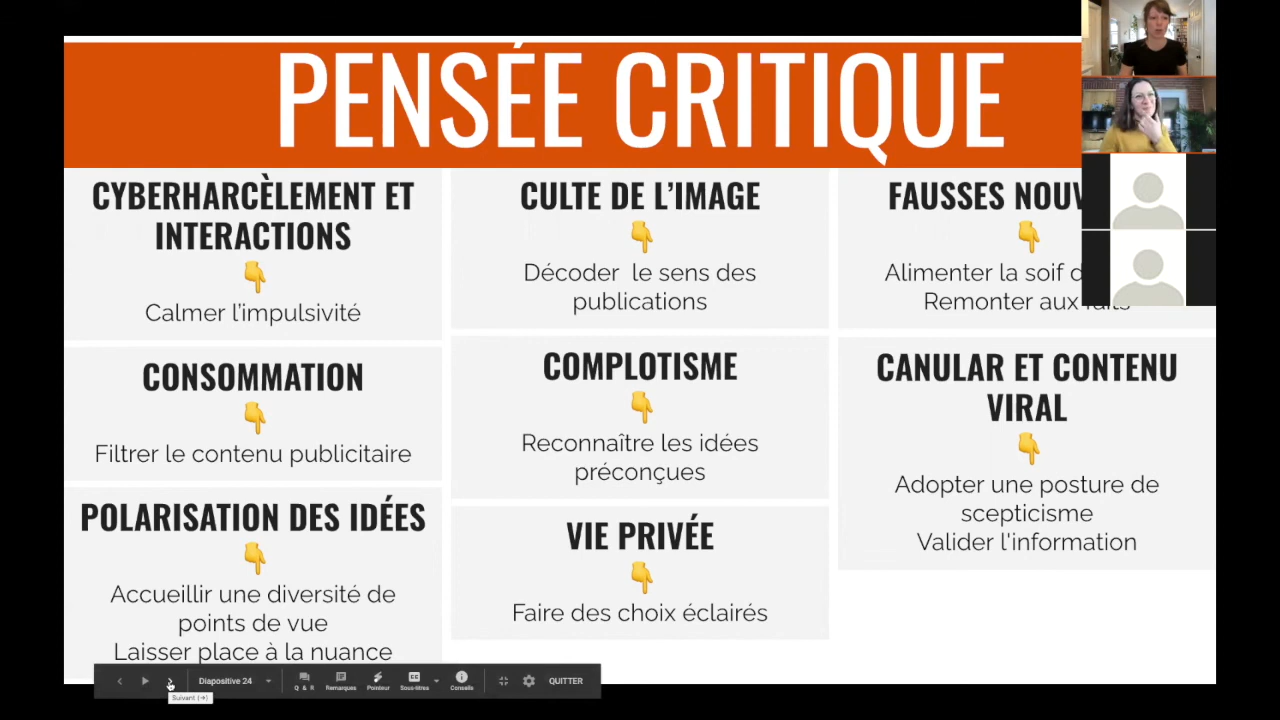 PENSÉE CRITIQUE
CYBERHARCÈLEMENT ET
INTERACTIONS
Calmer l'impulsivité
CONSOMMATION
Filtrer le contenu publicitaire
POLARISATION DES IDÉES
Accueillir une diversité de
points de vue
Laisser place à la nuance
CULTE DE L'IMAGE
Décoder le sens des
publications
COMPLOTISME
Reconnaître les idées
préconçues
VIE PRIVÉE
Faire des choix éclairés
FAUSSES
Alimenter la soif
Remonter aux faits
CANULAR ET CONTENU
VIRAL
Adopter une posture de
scepticisme
Valider l'information
Diapositive 24
Q & R
Remarques
Pointeur
Sous-titres
Conseils
QUITTER
Suivant (→)